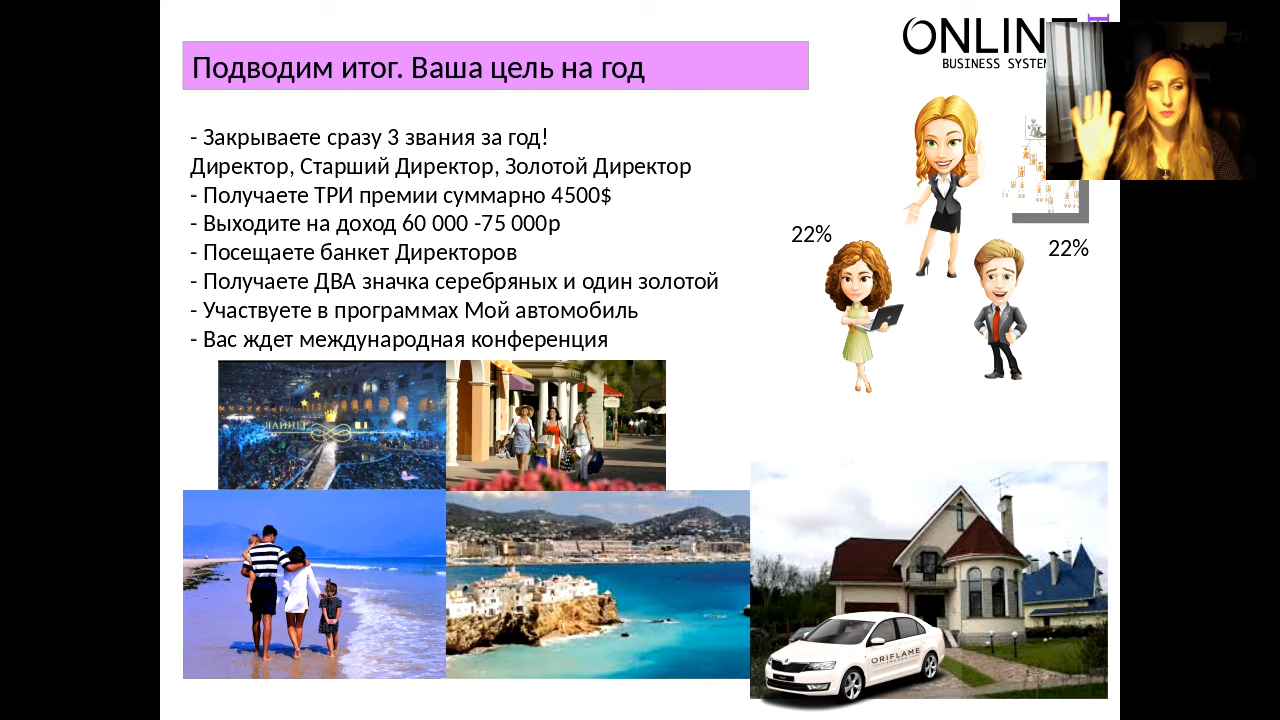 ONLINE
BUSINESS SYSTEM
Подводим итог. Ваша цель на год
- Закрываете сразу 3 звания за год!
Директор, Старший Директор, Золотой Директор
- Получаете ТРИ премии суммарно 4500$
- Выходите на доход 60 000 -75 000р
- Посещаете банкет Директоров
- Получаете ДВА значка серебряных и один золотой
- Участвуете в программах Мой автомобиль
- Вас ждет международная конференция
22%
22%
ORIFLAME